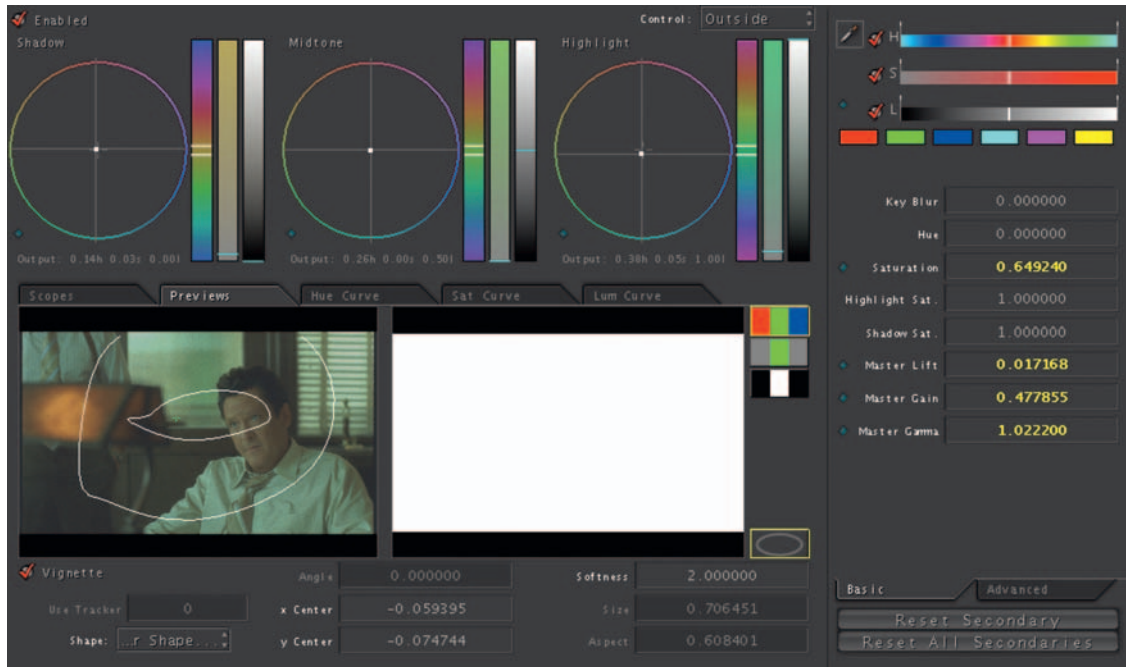 Enabled
Control: Outside
Shadow
Midtone
Highlight
Output: 0.14h 0.03s 0.00l
Output: 0.26h 0.00s 0.50l
Output: 0.38h 0.05s 1.00l
H
S
L
Key Blur 0.000000
Hue 0.000000
Saturation 0.649240
Highlight Sat. 1.000000
Shadow Sat. 1.000000
Master Lift 0.017168
Master Gain 0.477855
Master Gamma 1.022200
Scopes
Previews
Hue Curve
Sat Curve
Lum Curve
Vignette
Angle 0.000000
Softness 2.000000
Use Tracker 0
x Center -0.059395
Size 0.706451
Shape: ...r Shape...
y Center -0.074744
Aspect 0.608401
Basic
Advanced
Reset Secondary
Reset All Secondaries